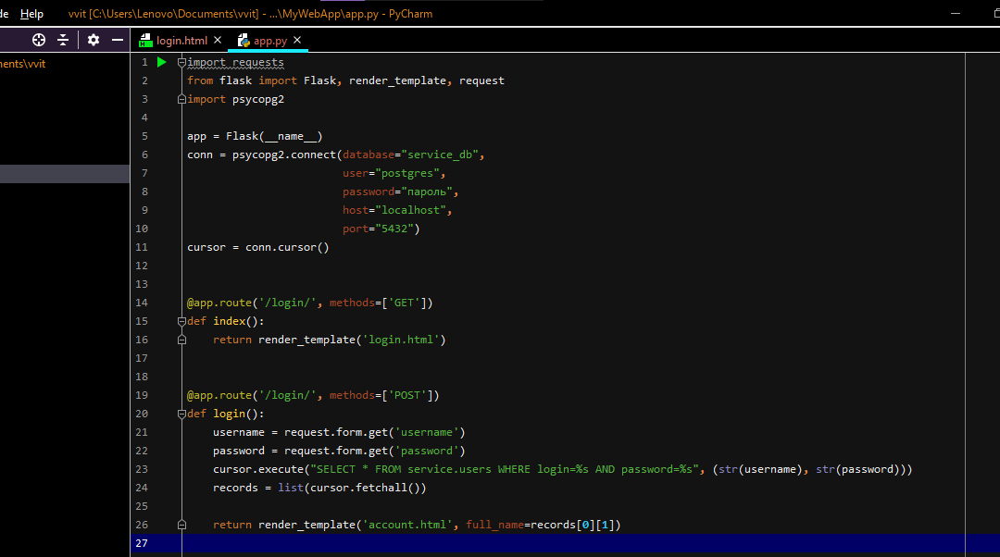 de Help vvit [C:\Users\Lenovo\Documents\vvit] - ...\MyWebApp\app.py - PyCharm
login.html app.py
ments\vvit
1 import requests
2 from flask import Flask, render_template, request
3 import psycopg2
4
5 app = Flask(__name__)
6 conn = psycopg2.connect(database="service_db",
7 user="postgres",
8 password="пароль",
9 host="localhost",
10 port="5432")
11 cursor = conn.cursor()
12
13
14 @app.route('/login/', methods=['GET'])
15 def index():
16 return render_template('login.html')
17
18
19 @app.route('/login/', methods=['POST'])
20 def login():
21 username = request.form.get('username')
22 password = request.form.get('password')
23 cursor.execute("SELECT * FROM service.users WHERE login=%s AND password=%s", (str(username), str(password)))
24 records = list(cursor.fetchall())
25
26 return render_template('account.html', full_name=records[0][1])
27